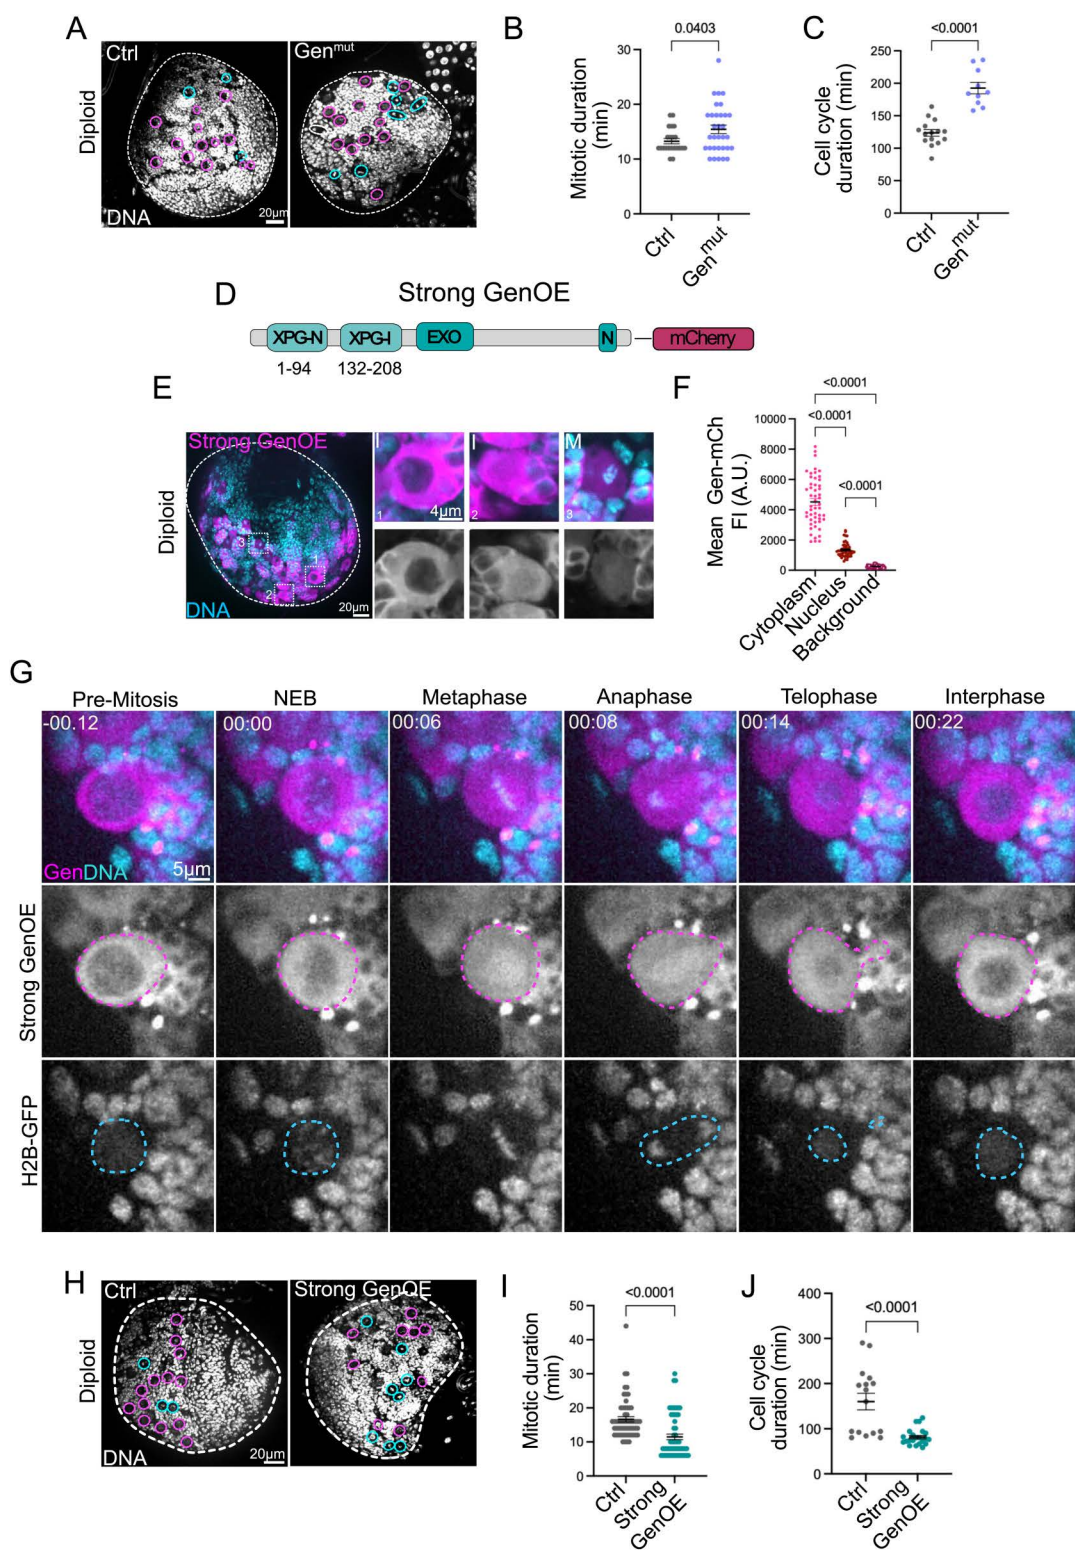 A
Ctrl
Gen^mut
Diploid
DNA
20µm
B
0.0403
Mitotic duration
(min)
30
20
10
0
Ctrl
Gen^mut
C
<0.0001
Cell cycle
duration (min)
250
200
150
100
50
0
Ctrl
Gen^mut
D
Strong GenOE
XPG-N
XPG-I
EXO
N
mCherry
1-94
132-208
E
Strong GenOE
Diploid
DNA
20µm
1
2
3
I
1
4µm
I
2
M
3
F
<0.0001
<0.0001
<0.0001
Mean Gen-mCh
FI (A.U.)
10000
8000
6000
4000
2000
0
Cytoplasm
Nucleus
Background
G
Pre-Mitosis
NEB
Metaphase
Anaphase
Telophase
Interphase
-00.12
00:00
00:06
00:08
00:14
00:22
GenDNA
5µm
Strong GenOE
H2B-GFP
H
Ctrl
Strong GenOE
Diploid
DNA
20µm
I
<0.0001
Mitotic duration
(min)
50
40
30
20
10
0
Ctrl
Strong
GenOE
J
<0.0001
Cell cycle
duration (min)
400
300
200
100
0
Ctrl
Strong
GenOE